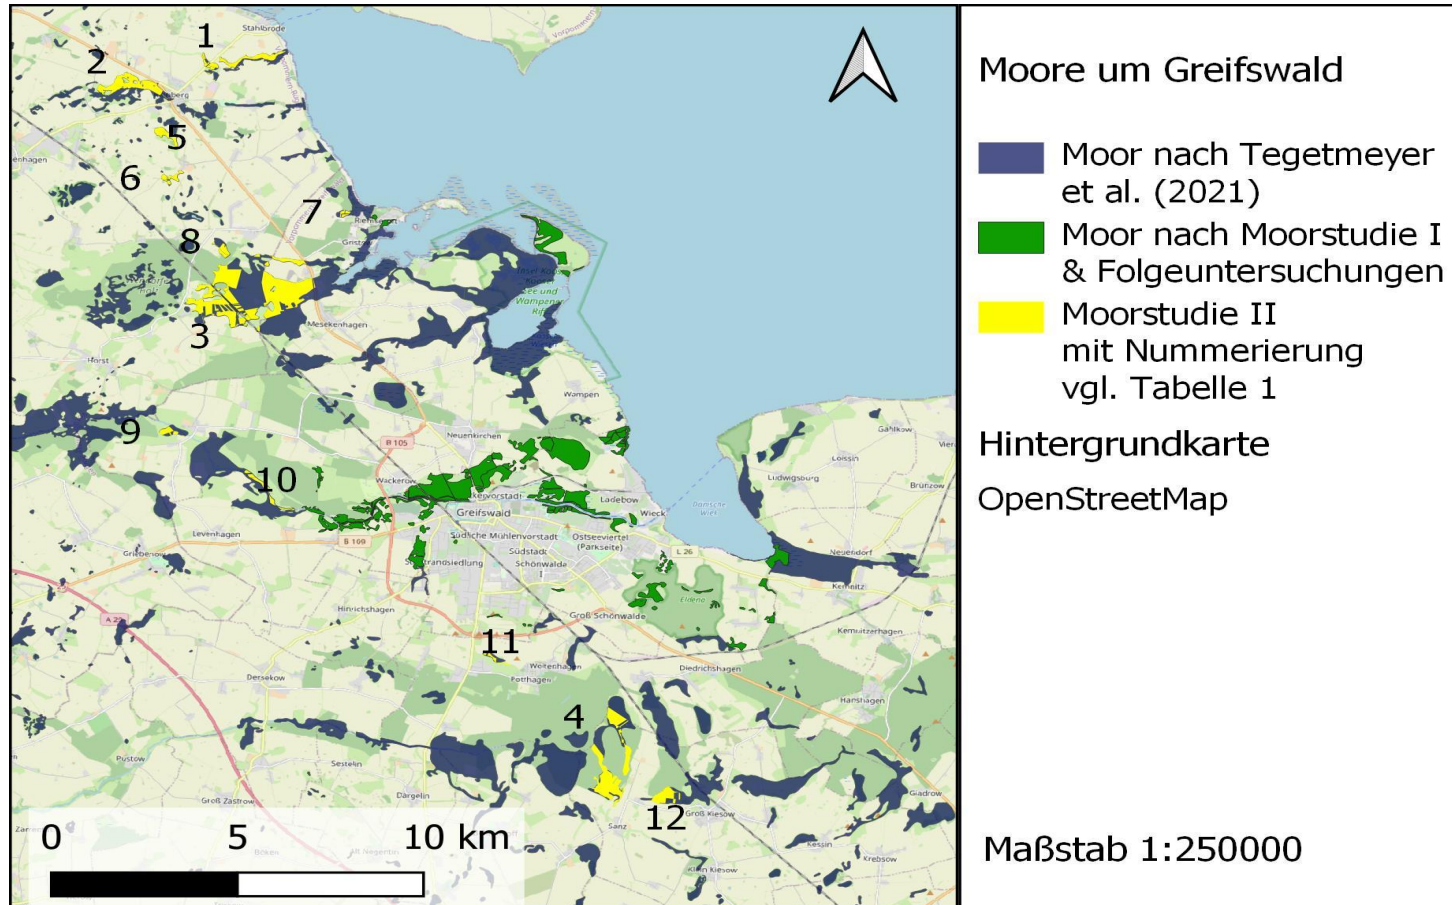 Stahlbrode
1
2
5
6
7
8
Gristow
3
Mesekenhagen
Horst
9
Wampen
B 105
Neuenkirchen
10
Wackerow
Greifswald
Ladebow
Wieck
Levenhagen
B 109
Südliche Mühlenvorstadt
Ostseeviertel
(Parkseite)
Südstadt
Schönwalde
Griebenow
Gahlkow
Loissin
Ludwigsburg
Brünzow
Dänische
Wiek
L 26
Neuendorf
Kemnitz
Eldena
Hinrichshagen
Groß Schönwalde
Kemnitzerhagen
11
Weitenhagen
Potthagen
Diedrichshagen
Dersekow
Hanshagen
4
Pustow
Sestelin
Dargelin
Groß Zastrow
Sanz
12
Groß Kiesow
Giadrow
Kessin
Krebsow
Klein Kiesow
0 5 10 km
Moore um Greifswald
Moor nach Tegetmeyer
et al. (2021)
Moor nach Moorstudie I
& Folgeuntersuchungen
Moorstudie II
mit Nummerierung
vgl. Tabelle 1
Hintergrundkarte
OpenStreetMap
Maßstab 1:250000